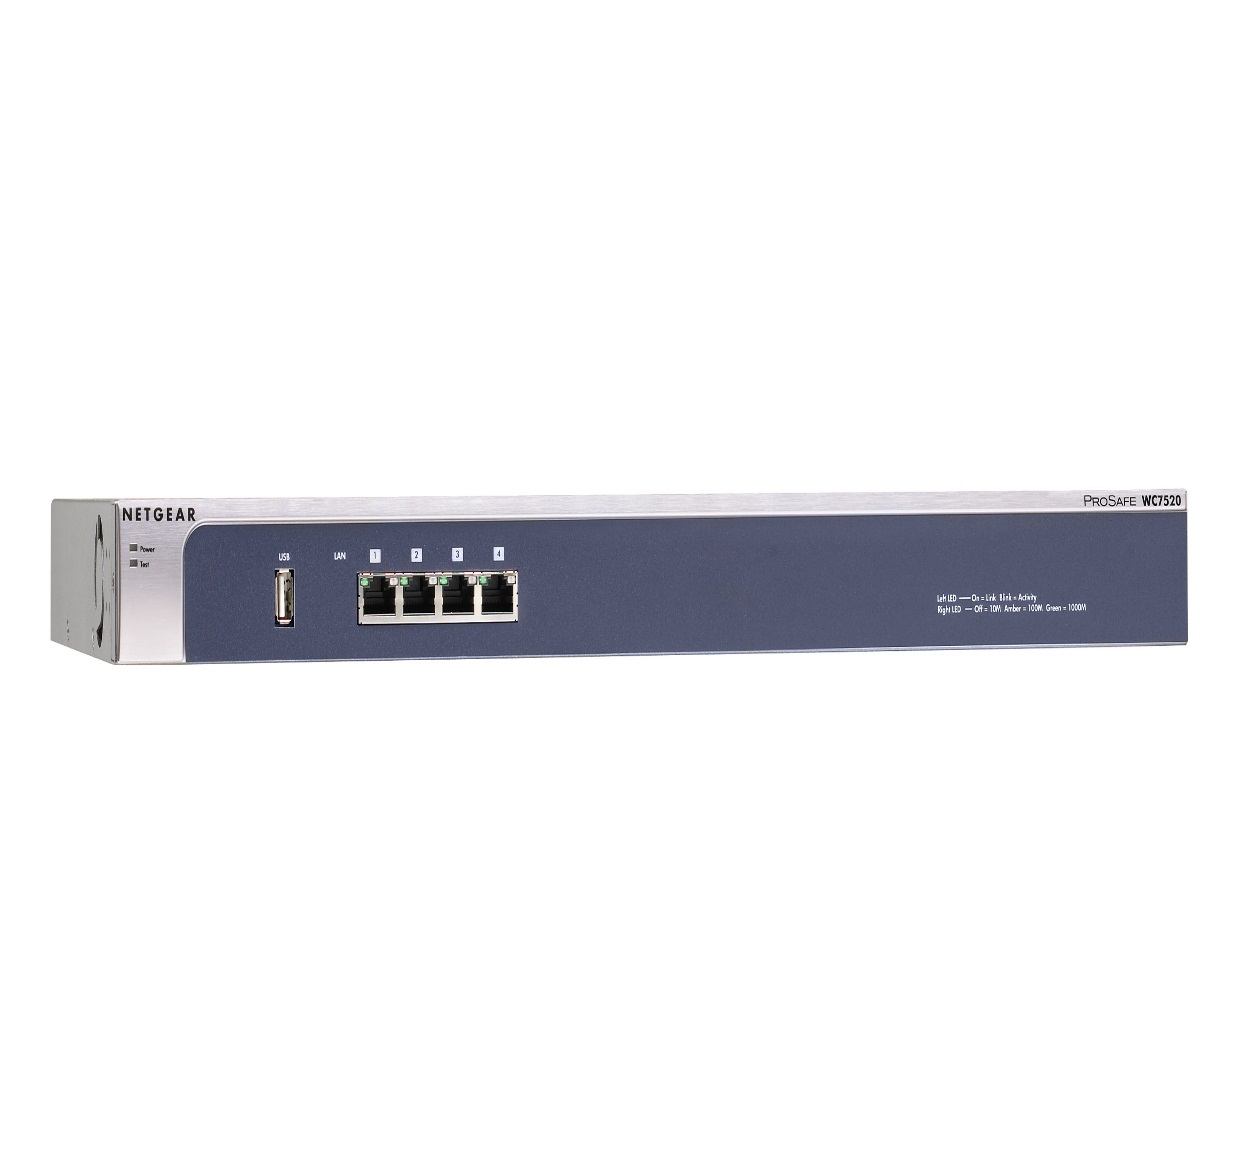 NETGEAR
PROSAFE WC7520
Power
Test
USB
LAN
1
2
3
4
Left LED — On = Link Blink = Activity
Right LED — Off = 10M Amber = 100M Green = 1000M